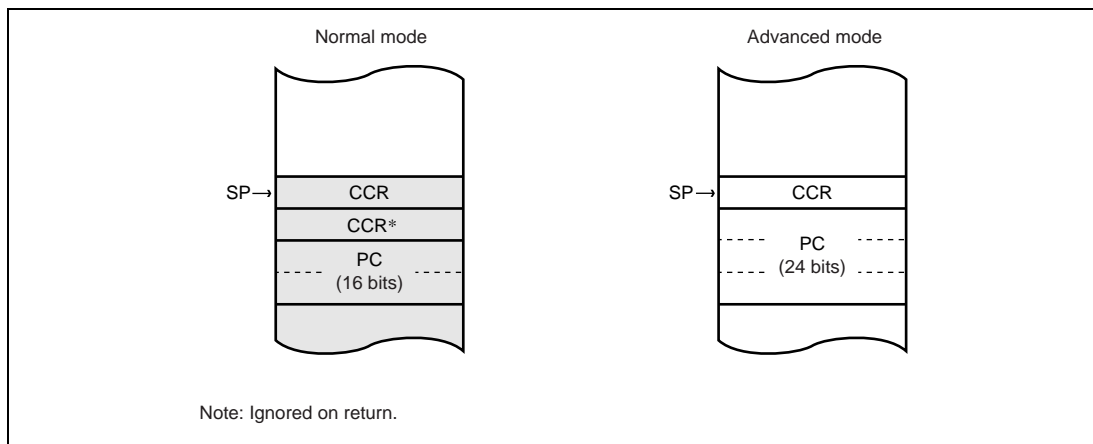 Normal mode
SP→ CCR
CCR*
PC
(16 bits)
Advanced mode
SP→ CCR
PC
(24 bits)
Note: Ignored on return.